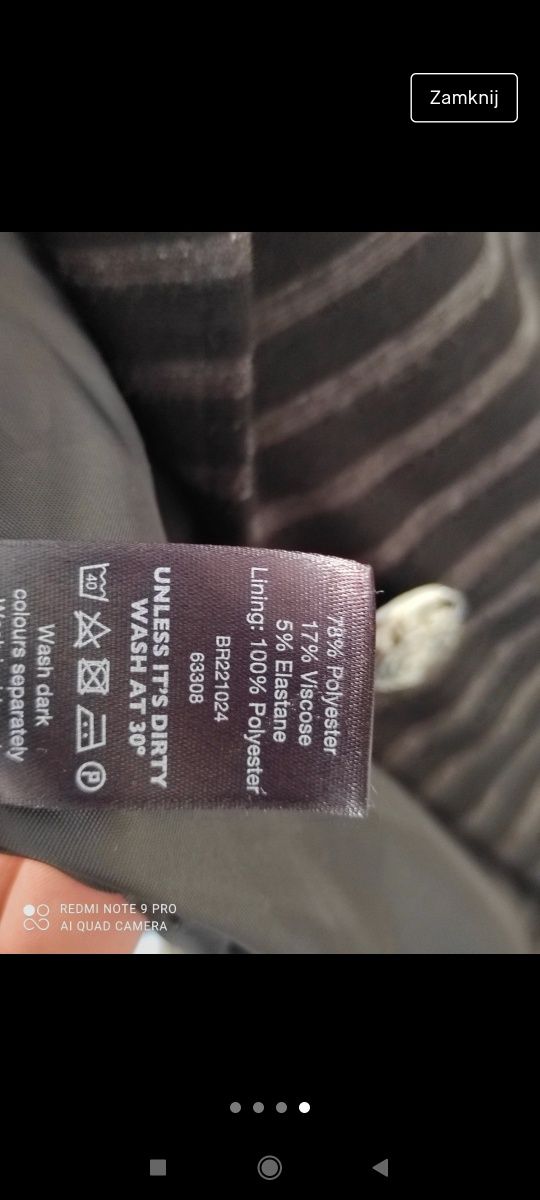 Zamknij
78% Polyester
17% Viscose
5% Elastane
Lining: 100% Polyester
BR221024
63308
UNLESS IT'S DIRTY
WASH AT 30°
40
P
Wash dark
colours separately
REDMI NOTE 9 PRO
AI QUAD CAMERA